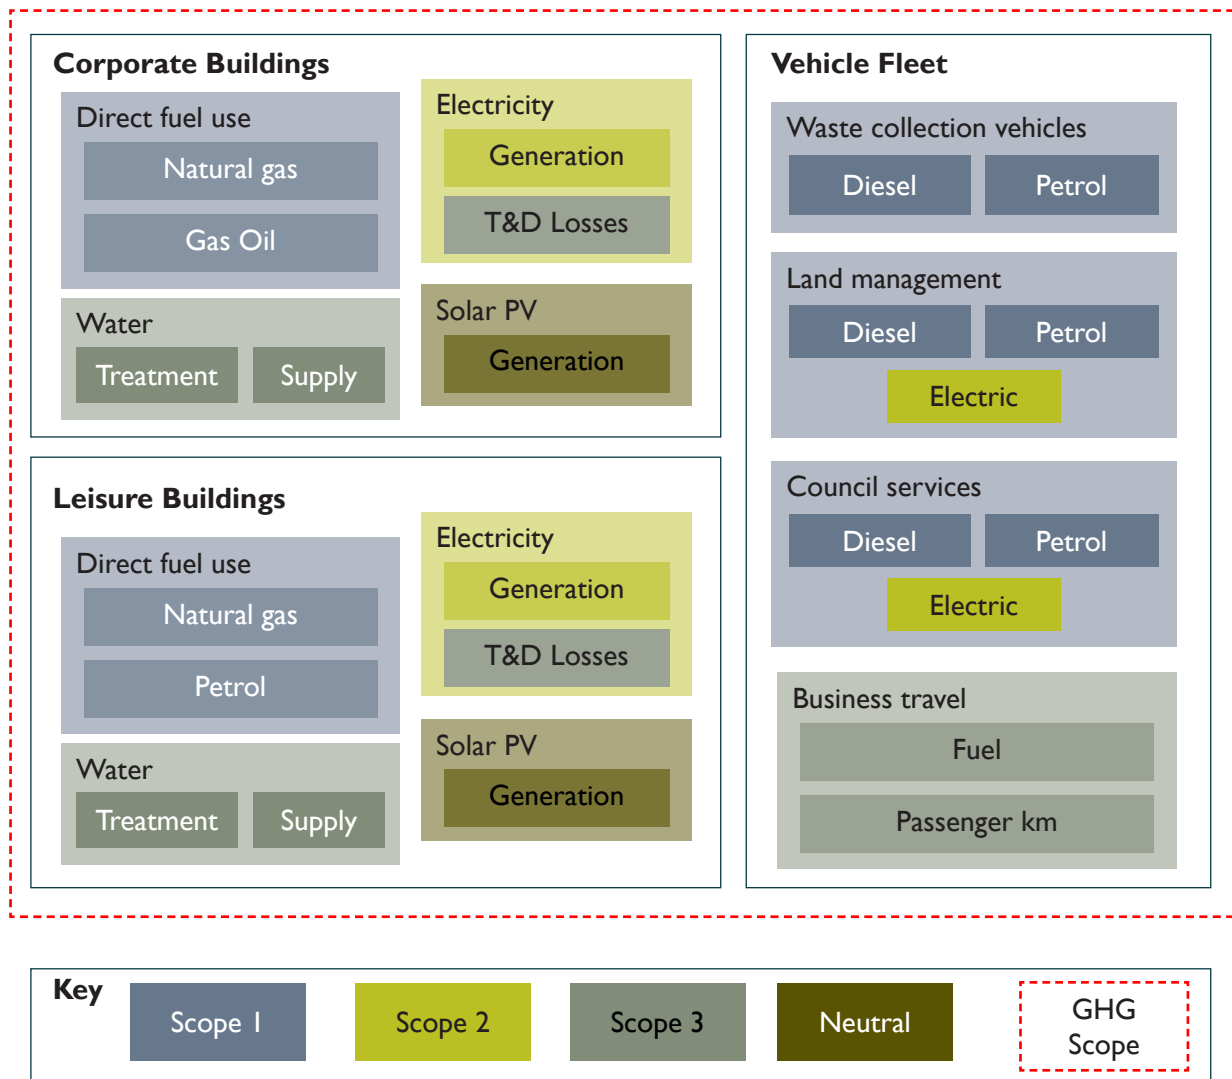 Corporate Buildings
Direct fuel use
Natural gas
Gas Oil
Water
Treatment
Supply
Electricity
Generation
T&D Losses
Solar PV
Generation
Leisure Buildings
Direct fuel use
Natural gas
Petrol
Water
Treatment
Supply
Electricity
Generation
T&D Losses
Solar PV
Generation
Vehicle Fleet
Waste collection vehicles
Diesel
Petrol
Land management
Diesel
Petrol
Electric
Council services
Diesel
Petrol
Electric
Business travel
Fuel
Passenger km
Key
Scope 1
Scope 2
Scope 3
Neutral
GHG
Scope